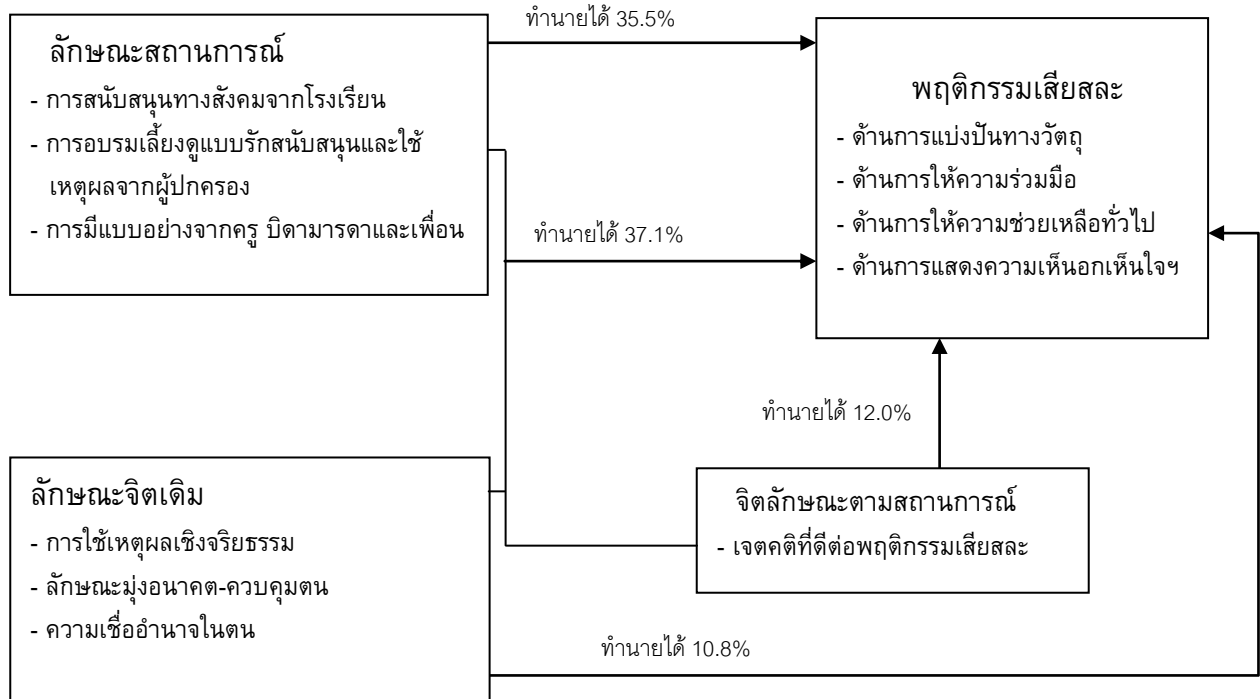 ทำนายได้ 35.5%
ลักษณะสถานการณ์
- การสนับสนุนทางสังคมจากโรงเรียน
- การอบรมเลี้ยงดูแบบรักสนับสนุนและใช้
เหตุผลจากผู้ปกครอง
- การมีแบบอย่างจากครู บิดามารดาและเพื่อน
พฤติกรรมเสียสละ
- ด้านการแบ่งปันทางวัตถุ
- ด้านการให้ความร่วมมือ
- ด้านการให้ความช่วยเหลือทั่วไป
- ด้านการแสดงความเห็นอกเห็นใจฯ
ทำนายได้ 37.1%
ทำนายได้ 12.0%
ลักษณะจิตเดิม
- การใช้เหตุผลเชิงจริยธรรม
- ลักษณะมุ่งอนาคต-ควบคุมตน
- ความเชื่ออำนาจในตน
จิตลักษณะตามสถานการณ์
- เจตคติที่ดีต่อพฤติกรรมเสียสละ
ทำนายได้ 10.8%